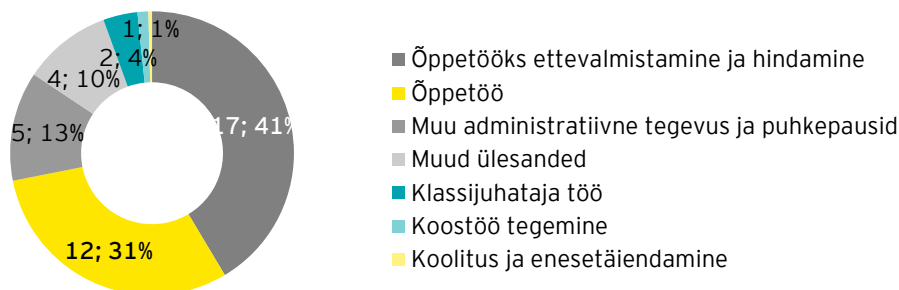 1; 1%
2; 4%
4; 10%
5; 13%
17; 41%
12; 31%
Õppetööks ettevalmistamine ja hindamine
Õppetöö
Muu administratiivne tegevus ja puhkepausid
Muud ülesanded
Klassijuhataja töö
Koostöö tegemine
Koolitus ja enesetäiendamine